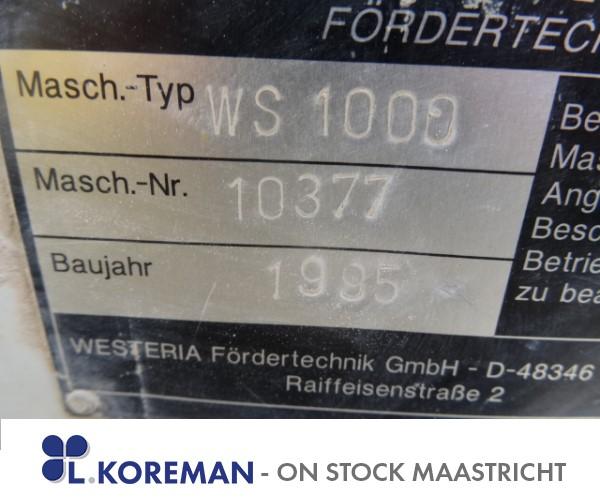 FÖRDERTECH
Masch.-Typ WS 1000
Masch.-Nr. 10377
Baujahr 1995
Be
Mas
Ang
Besc
Betrie
zu bea
WESTERIA Fördertechnik GmbH - D-48346
Raiffeisenstraße 2
L.KOREMAN - ON STOCK MAASTRICHT